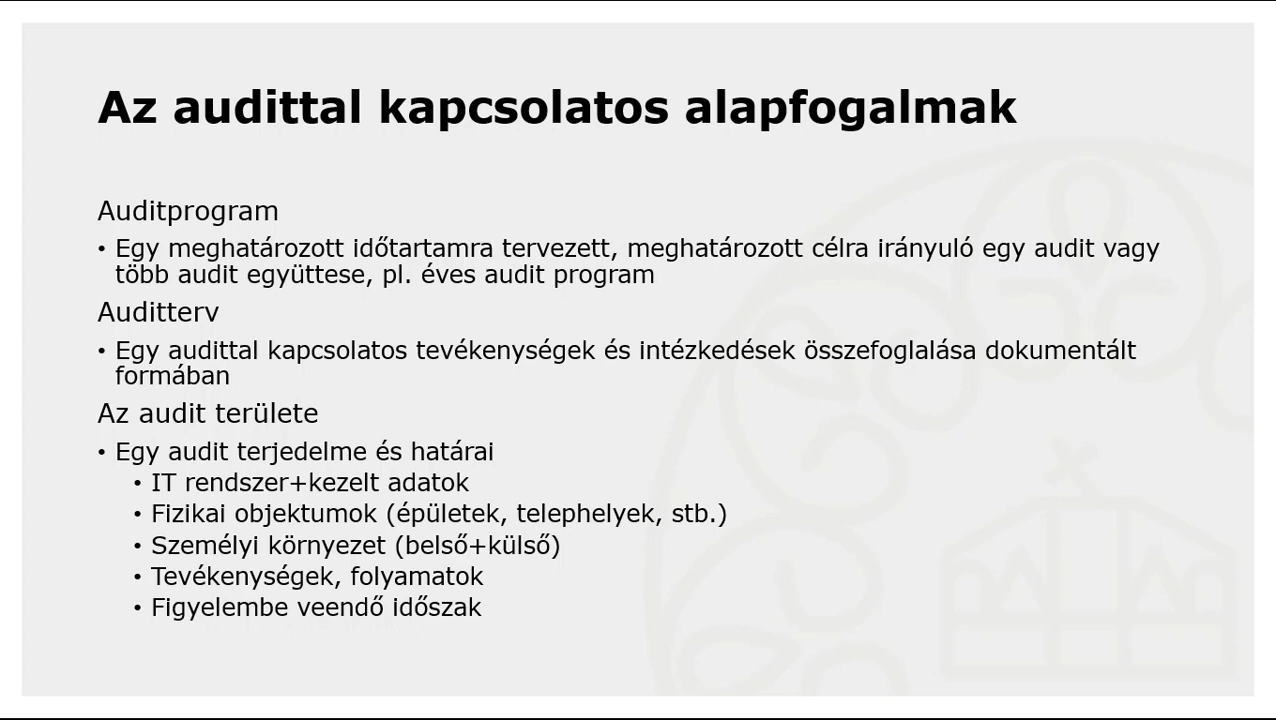 Az audittal kapcsolatos alapfogalmak
Auditprogram
• Egy meghatározott időtartamra tervezett, meghatározott célra irányuló egy audit vagy
több audit együttese, pl. éves audit program
Auditterv
• Egy audittal kapcsolatos tevékenységek és intézkedések összefoglalása dokumentált
formában
Az audit területe
• Egy audit terjedelme és határai
• IT rendszer+kezelt adatok
• Fizikai objektumok (épületek, telephelyek, stb.)
• Személyi környezet (belső+külső)
• Tevékenységek, folyamatok
• Figyelembe veendő időszak